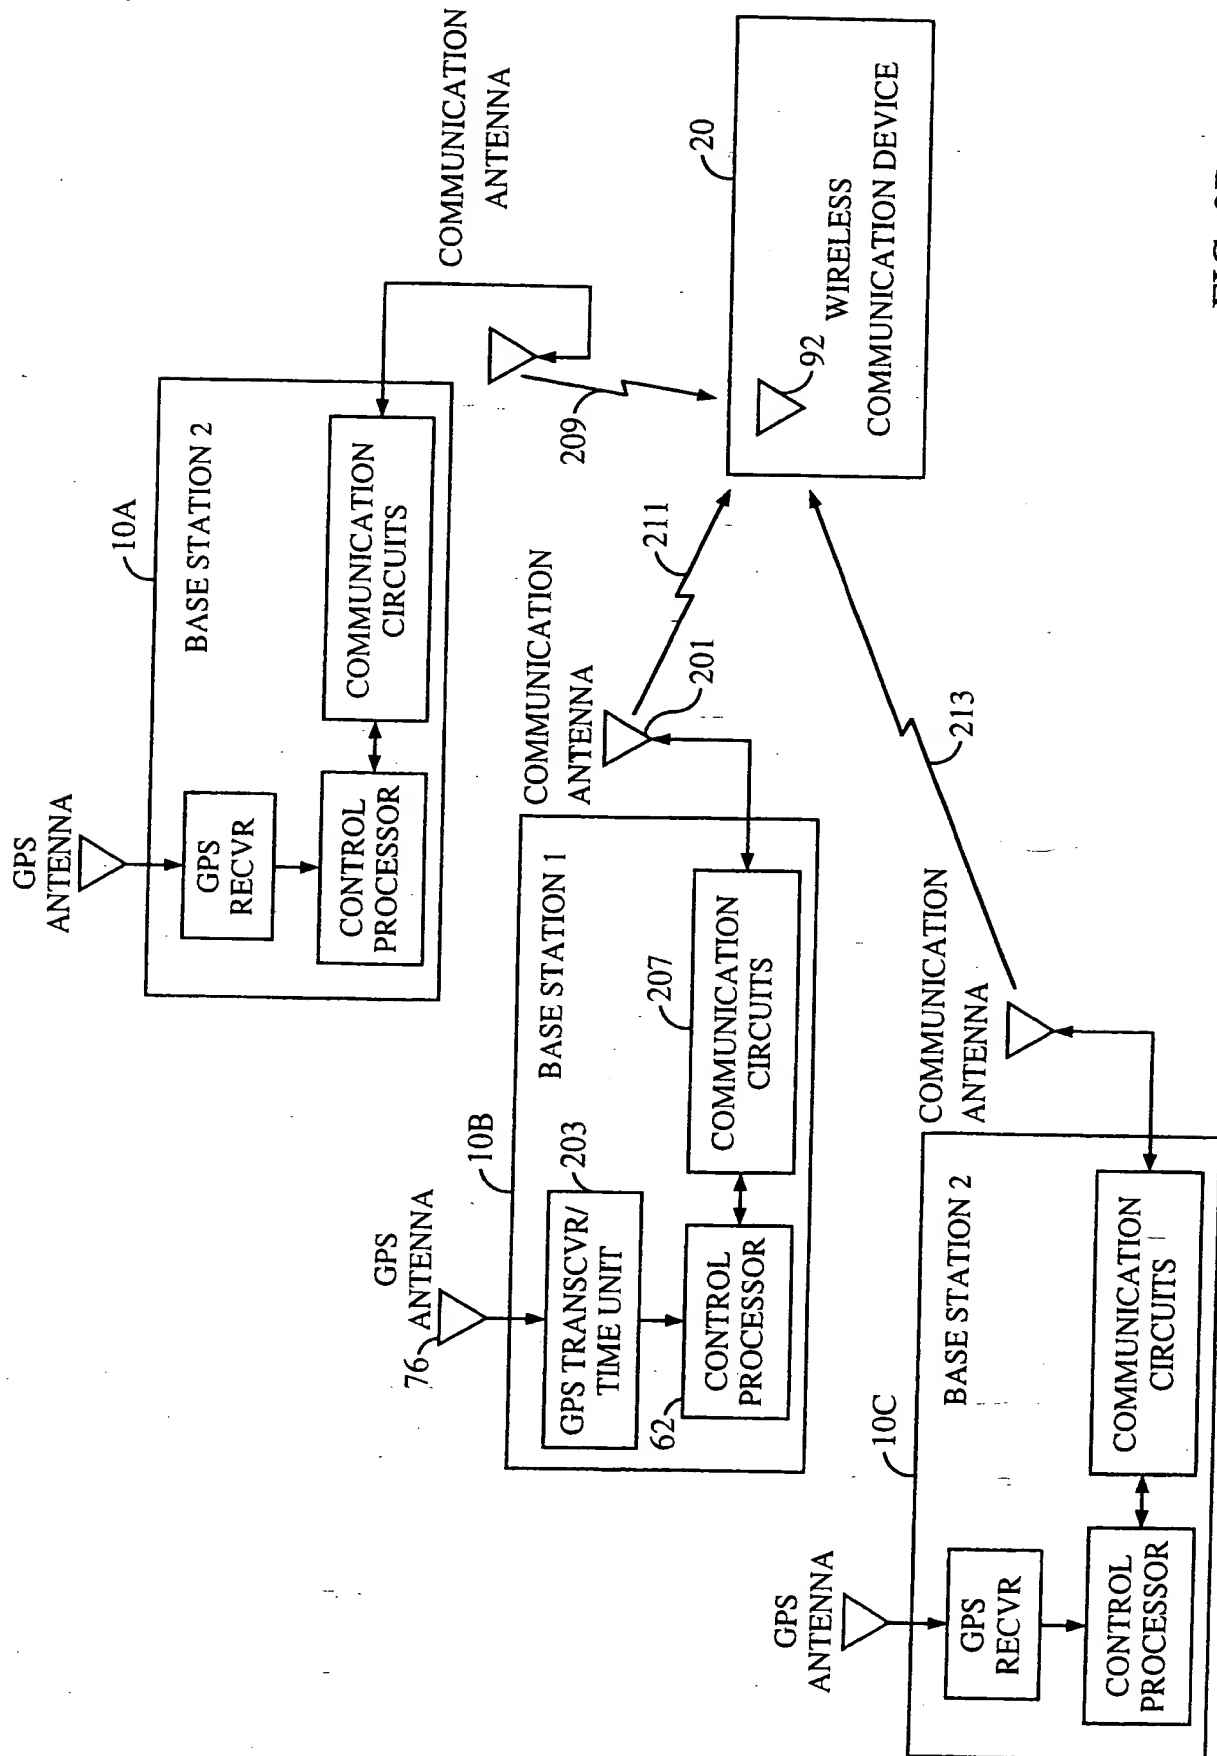 GPS
ANTENNA
10A
BASE STATION 2
GPS
RECVR
CONTROL
PROCESSOR
COMMUNICATION
CIRCUITS
COMMUNICATION
ANTENNA
209
GPS
ANTENNA
76
10B
BASE STATION 1
203
GPS TRANSCVR/
TIME UNIT
62
CONTROL
PROCESSOR
207
COMMUNICATION
CIRCUITS
COMMUNICATION
ANTENNA
201
211
20
92
WIRELESS
COMMUNICATION DEVICE
GPS
ANTENNA
10C
BASE STATION 2
GPS
RECVR
CONTROL
PROCESSOR
COMMUNICATION
CIRCUITS
COMMUNICATION
ANTENNA
213